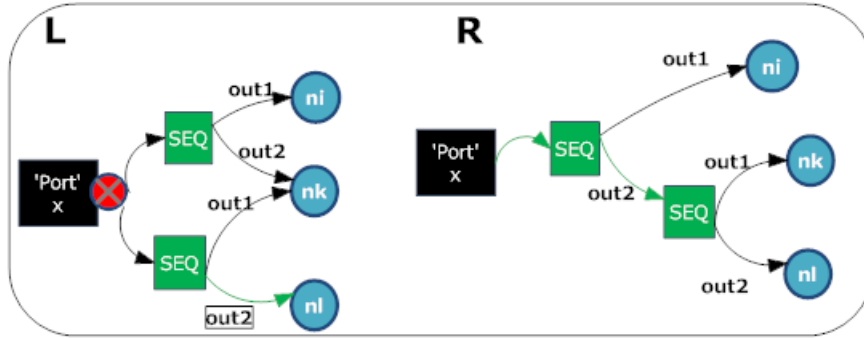 L
out1
ni
SEQ
out2
'Port'
x
nk
out1
SEQ
out2
nl
R
out1
ni
'Port'
x
SEQ
out2
out1
nk
SEQ
out2
nl